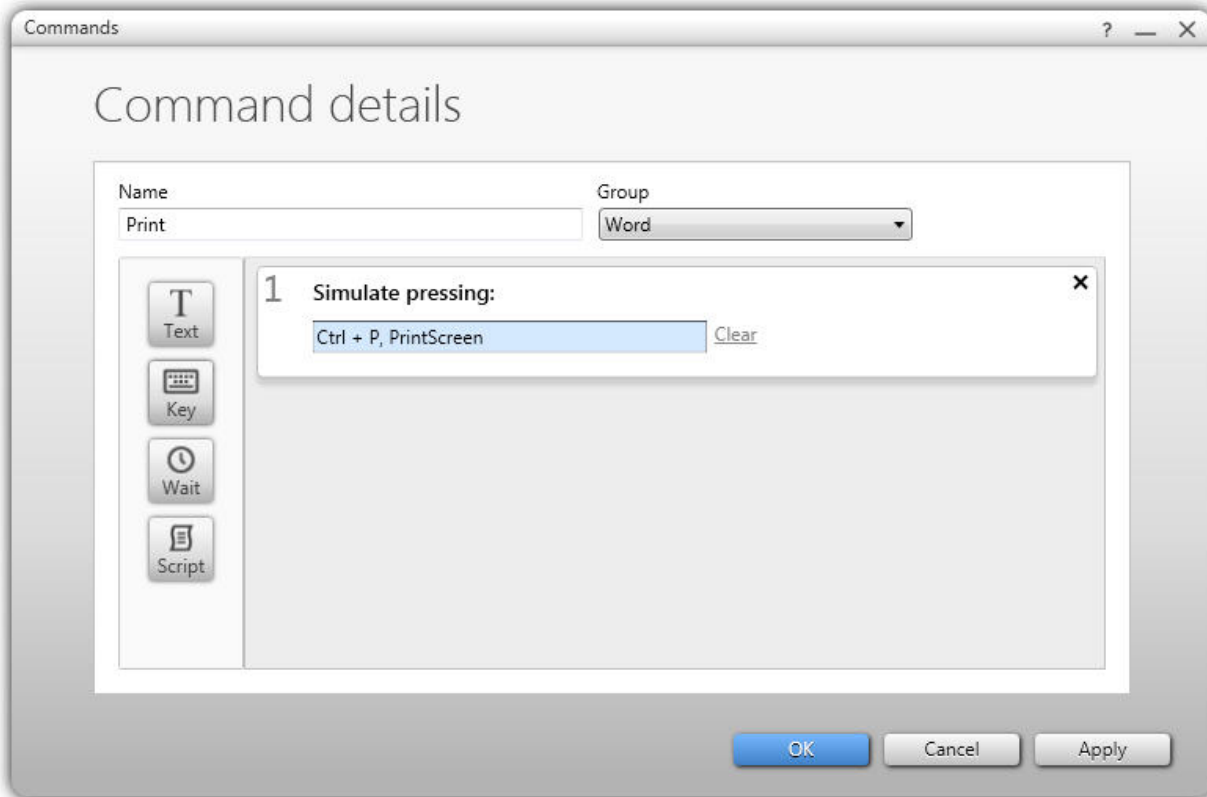 Commands
?
Command details
Name
Group
Print
Word
T
Text
Key
Wait
Script
1
Simulate pressing:
Ctrl + P, PrintScreen
Clear
OK
Cancel
Apply